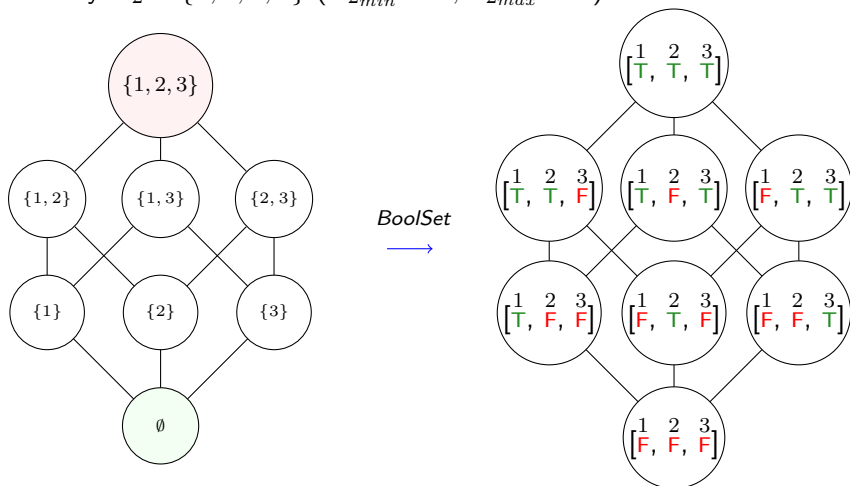 {1, 2, 3}
{1, 2} {1, 3} {2, 3}
{1} {2} {3}
∅
BoolSet
1 2 3
[T, T, T]
1 2 3 1 2 3 1 2 3
[T, T, F] [T, F, T] [F, T, T]
1 2 3 1 2 3 1 2 3
[T, F, F] [F, T, F] [F, F, T]
1 2 3
[F, F, F]